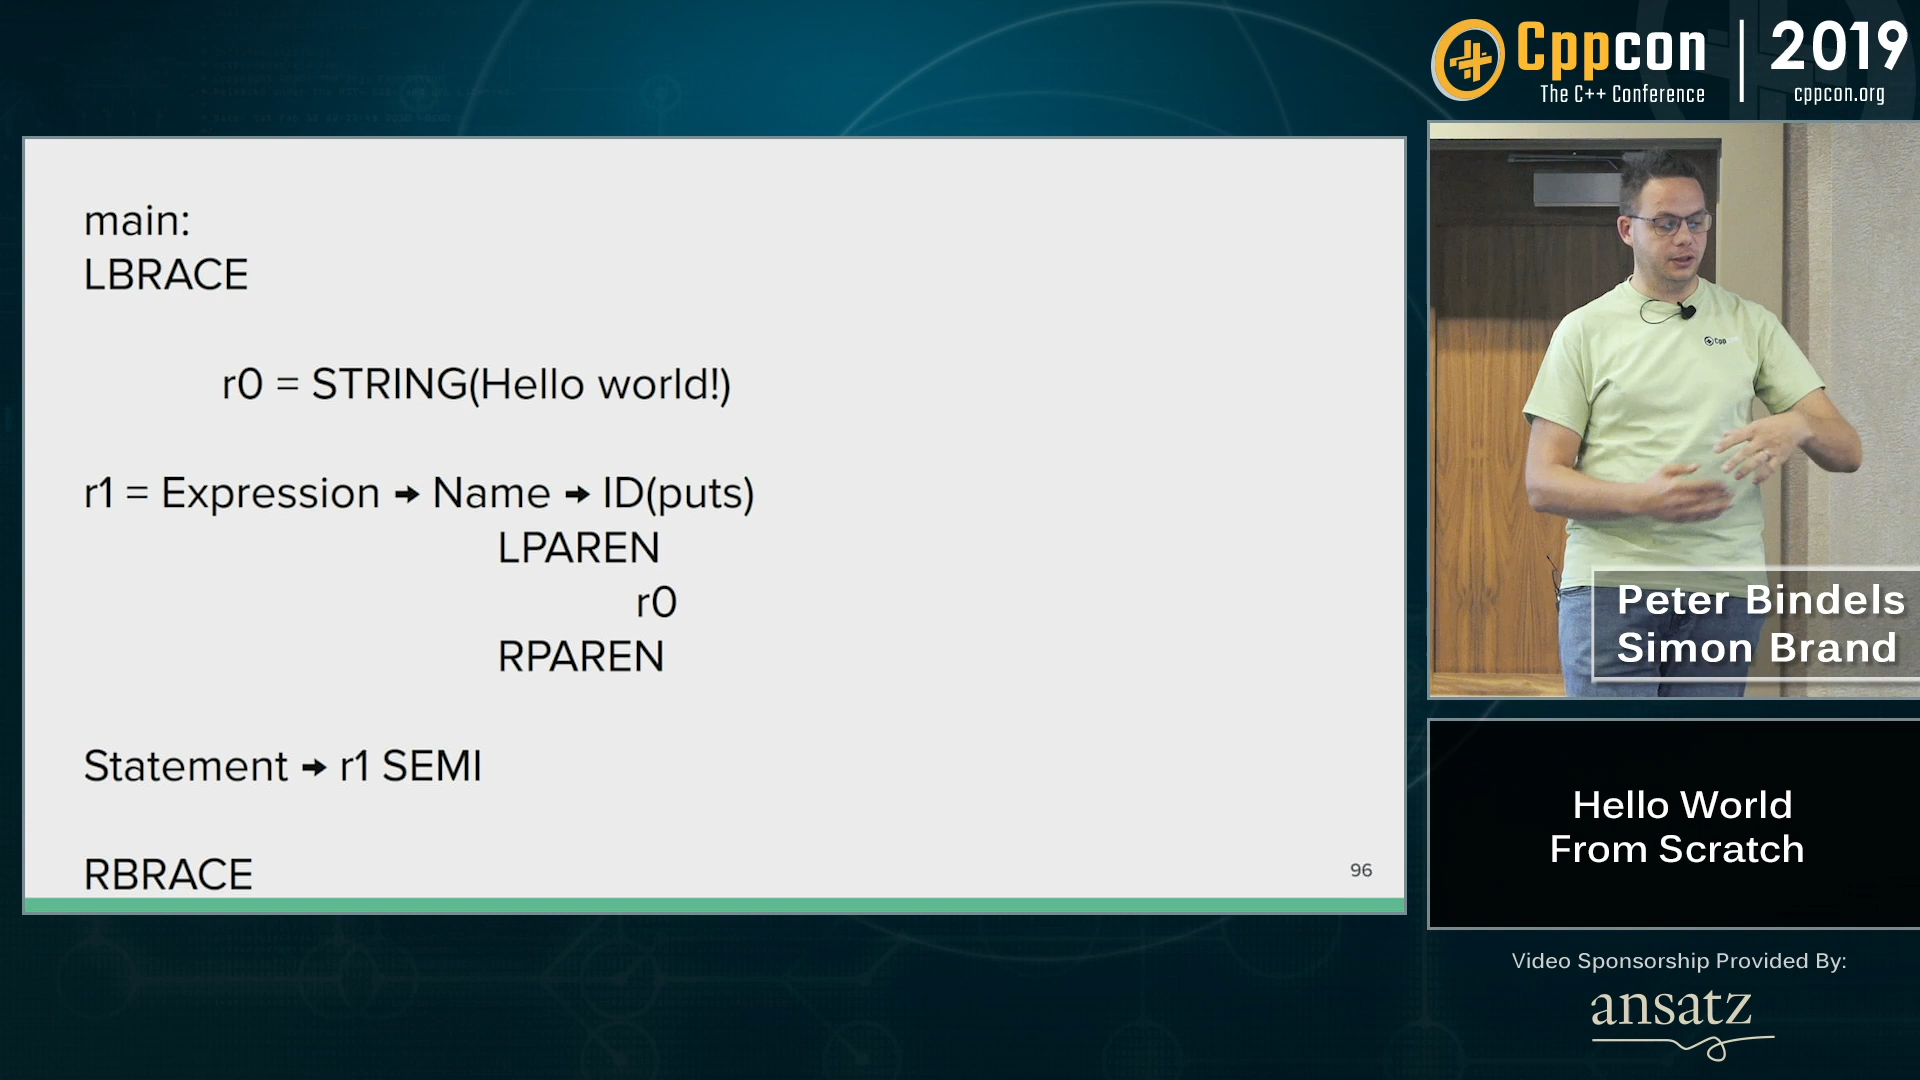 Cppcon
The C++ Conference
2019
cppcon.org
main:
LBRACE
r0 = STRING(Hello world!)
r1 = Expression → Name → ID(puts)
LPAREN
r0
RPAREN
Statement → r1 SEMI
RBRACE
96
Cpp
Peter Bindels
Simon Brand
Hello World
From Scratch
Video Sponsorship Provided By:
ansatz